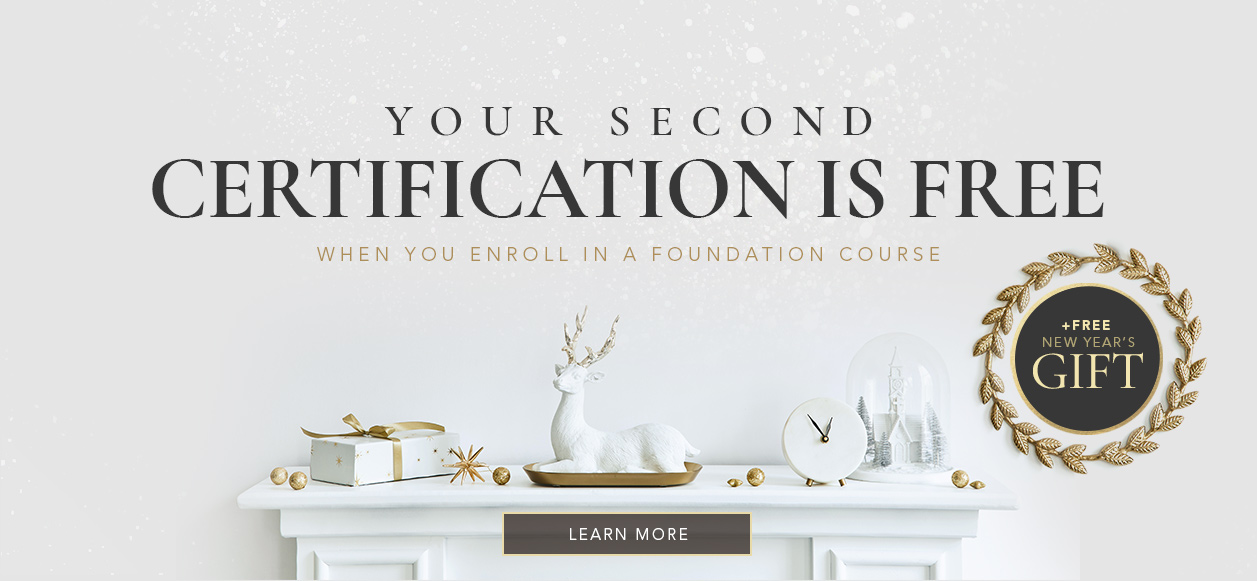 YOUR SECOND
CERTIFICATION IS FREE
WHEN YOU ENROLL IN A FOUNDATION COURSE
+FREE
NEW YEAR'S
GIFT
LEARN MORE